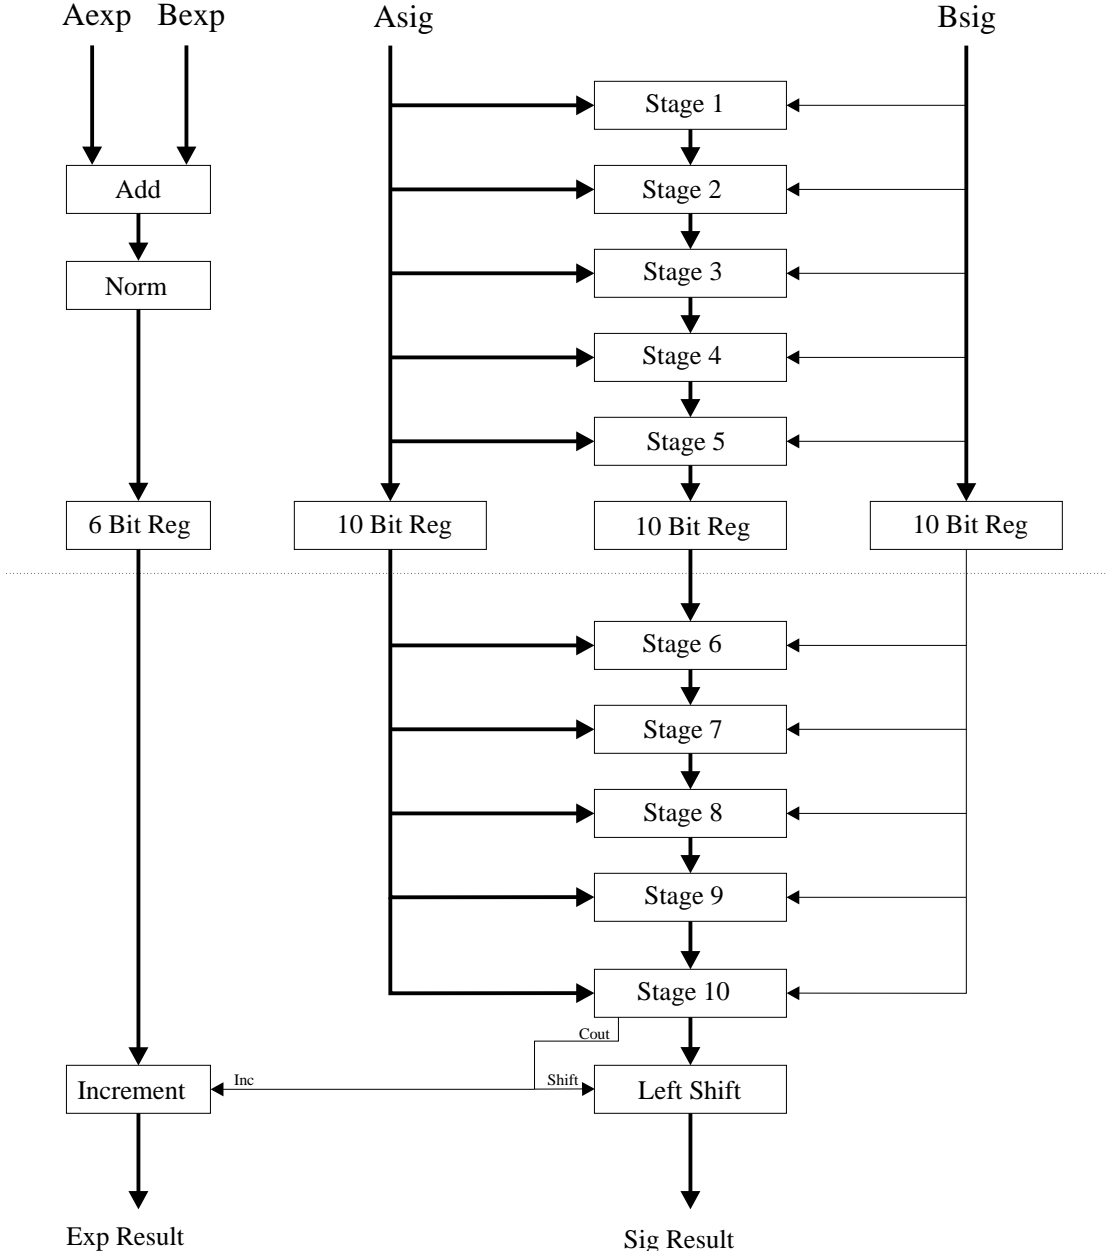 Aexp Bexp Asig Bsig
Stage 1
Add
Stage 2
Norm
Stage 3
Stage 4
Stage 5
6 Bit Reg
10 Bit Reg
10 Bit Reg
10 Bit Reg
Stage 6
Stage 7
Stage 8
Stage 9
Stage 10
Cout
Inc
Shift
Increment
Left Shift
Exp Result
Sig Result